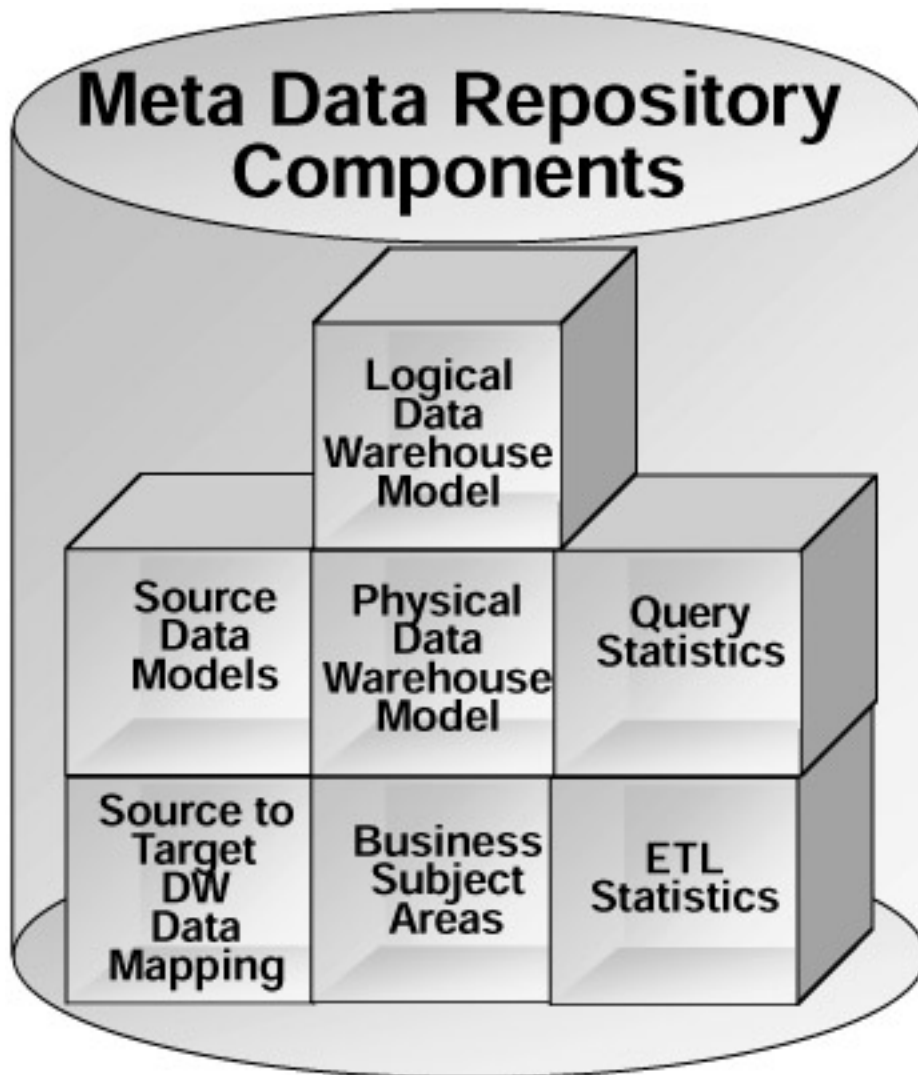 Meta Data Repository
Components
Logical
Data
Warehouse
Model
Source
Data
Models
Physical
Data
Warehouse
Model
Query
Statistics
Source to
Target
DW
Data
Mapping
Business
Subject
Areas
ETL
Statistics